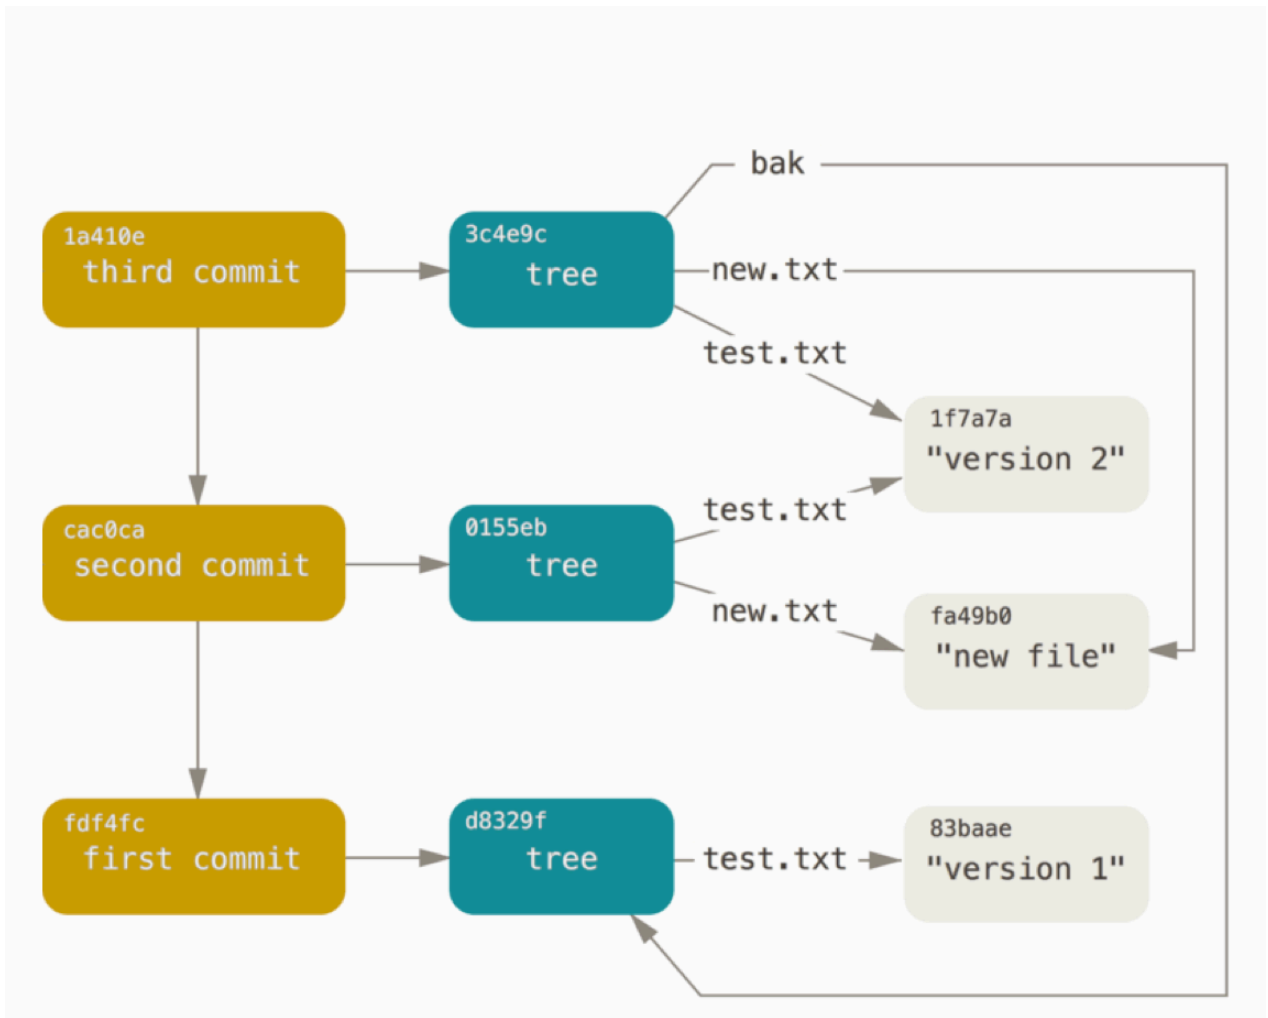 bak
1a410e
third commit
3c4e9c
tree
new.txt
test.txt
1f7a7a
"version 2"
cac0ca
second commit
0155eb
tree
test.txt
new.txt
fa49b0
"new file"
fdf4fc
first commit
d8329f
tree
test.txt
83baae
"version 1"